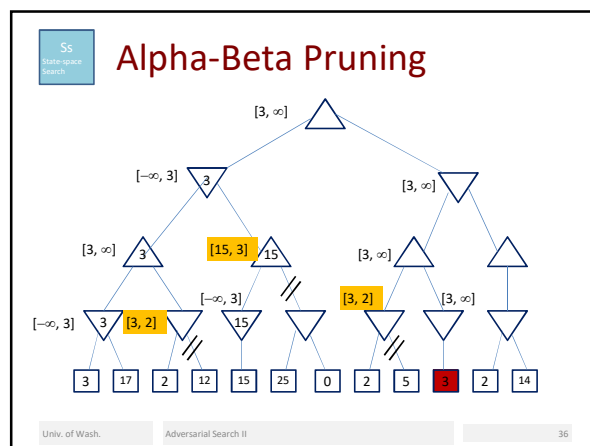 Ss
State-space
Search
Alpha-Beta Pruning
[3, ∞]
[−∞, 3]
3
[3, ∞]
[3, ∞]
3
[15, 3]
15
[3, ∞]
[−∞, 3]
3
[3, 2]
[−∞, 3]
15
[3, 2]
[3, ∞]
3 17 2 12 15 25 0 2 5 3 2 14
Univ. of Wash. Adversarial Search II 36